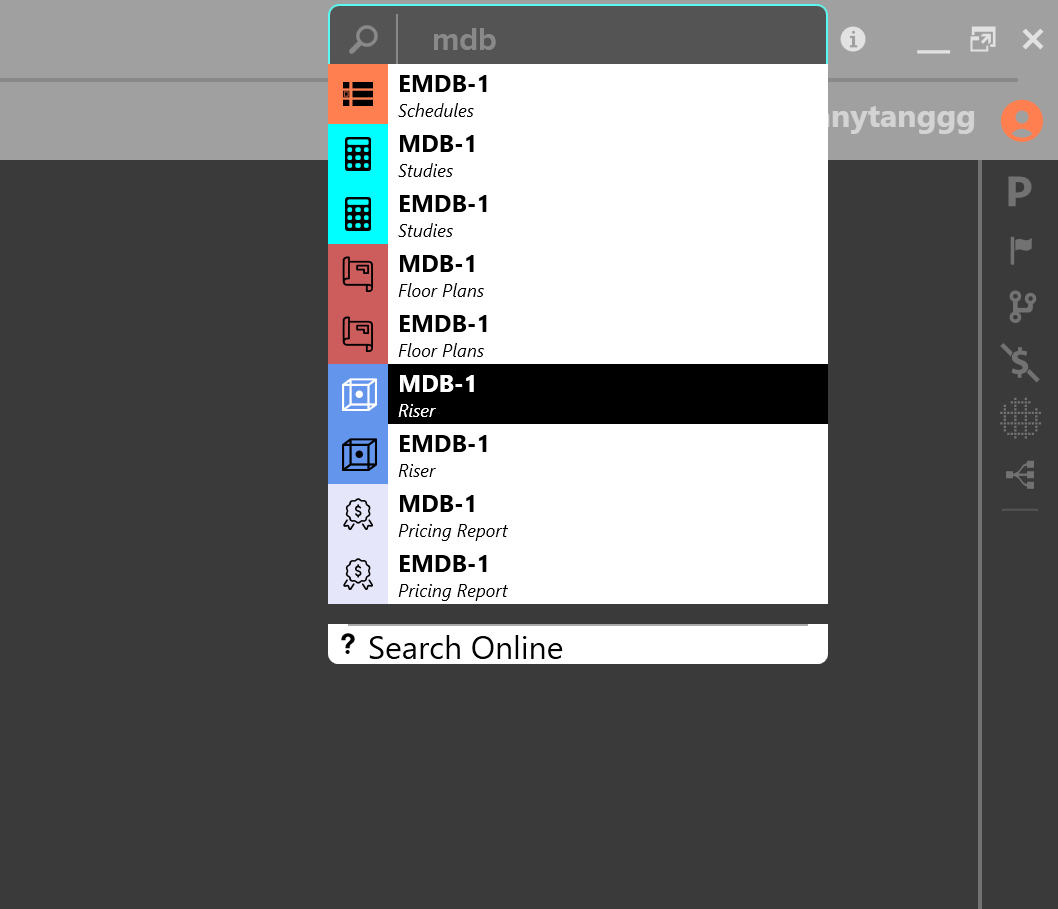 mdb
EMDB-1
Schedules
nytanggg
MDB-1
Studies
EMDB-1
Studies
P
MDB-1
Floor Plans
EMDB-1
Floor Plans
MDB-1
Riser
EMDB-1
Riser
MDB-1
Pricing Report
EMDB-1
Pricing Report
? Search Online